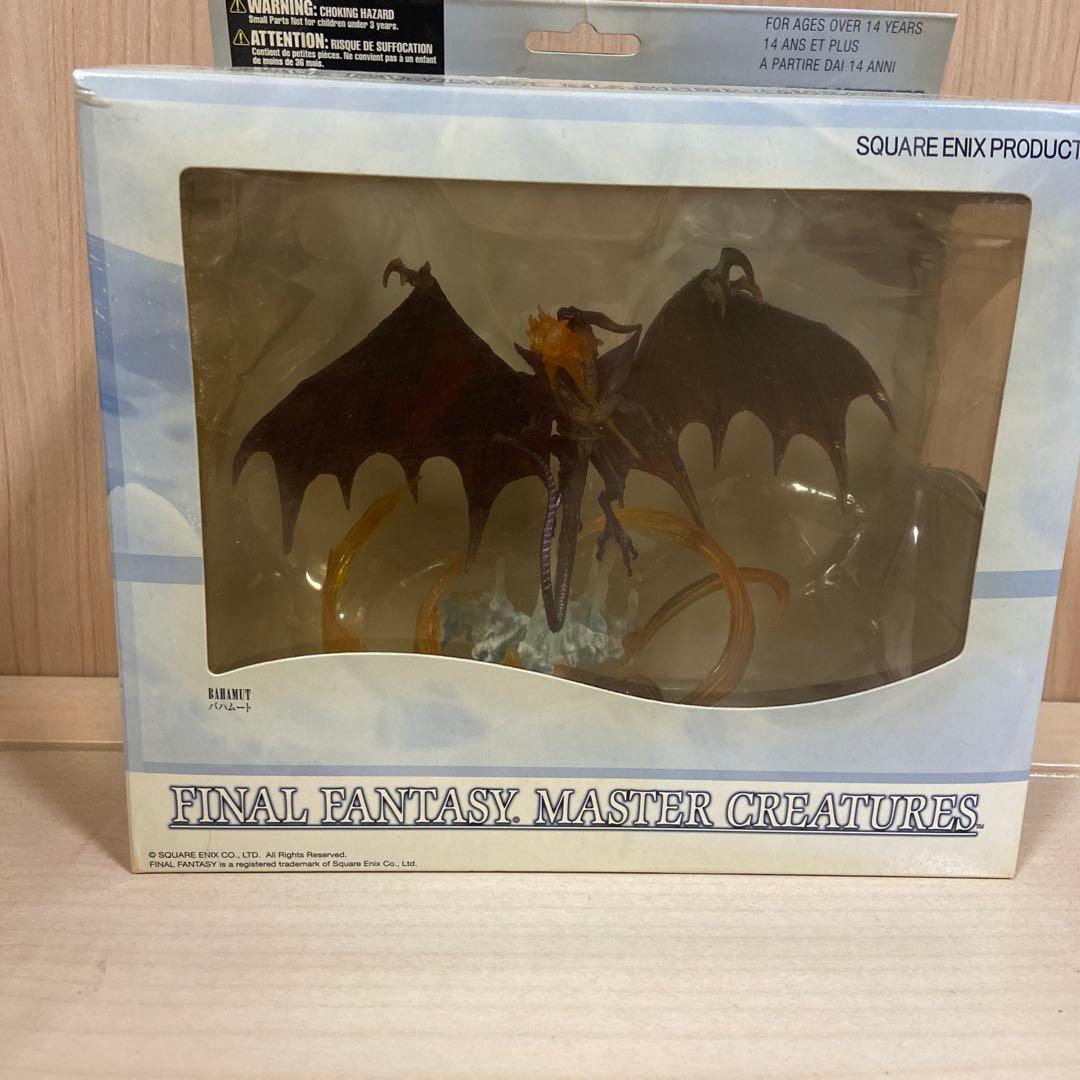 WARNING: CHOKING HAZARD
Small Parts Not for children under 3 years.
ATTENTION: RISQUE DE SUFFOCATION
Contient de petites pièces. Ne convient pas à un enfant
de moins de 36 mois.
FOR AGES OVER 14 YEARS
14 ANS ET PLUS
A PARTIRE DAI 14 ANNI
SQUARE ENIX PRODUCT
BAHAMUT
バハムート
FINAL FANTASY® MASTER CREATURES™
© SQUARE ENIX CO., LTD. All Rights Reserved.
FINAL FANTASY is a registered trademark of Square Enix Co., Ltd.